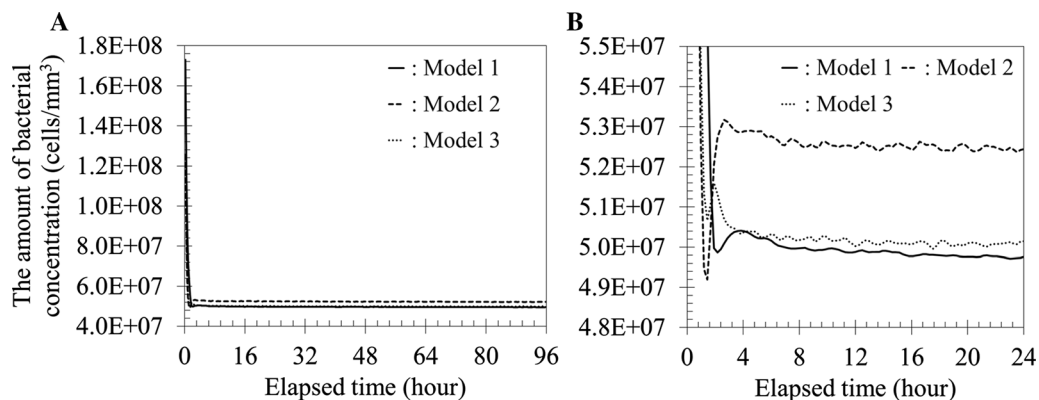 A
The amount of bacterial
concentration (cells/mm³)
1.8E+08
1.6E+08
1.4E+08
1.2E+08
1.0E+08
8.0E+07
6.0E+07
4.0E+07
: Model 1
: Model 2
: Model 3
0 16 32 48 64 80 96
Elapsed time (hour)
B
5.5E+07
5.4E+07
5.3E+07
5.2E+07
5.1E+07
5.0E+07
4.9E+07
4.8E+07
: Model 1 : Model 2
: Model 3
0 4 8 12 16 20 24
Elapsed time (hour)